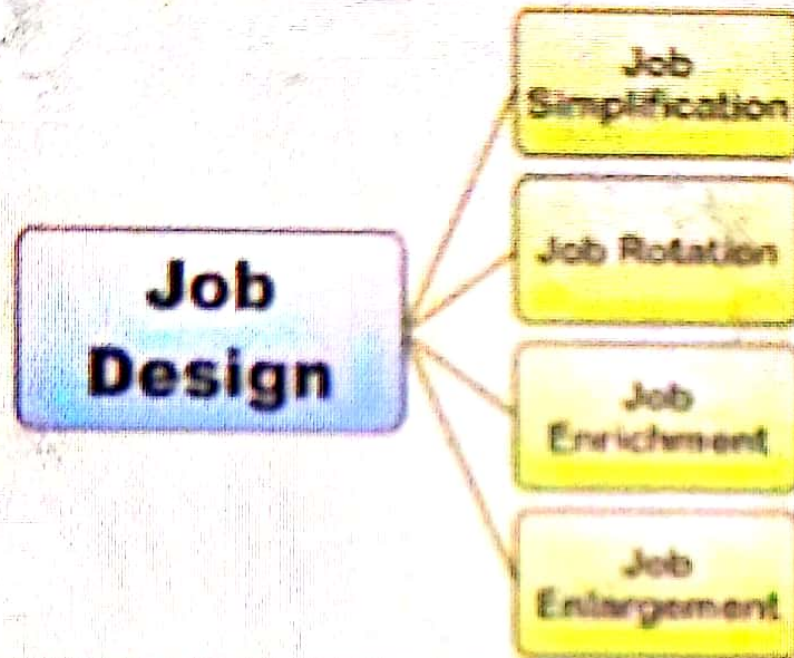 Job
Design
Job
Simplification
Job Rotation
Job
Enrichment
Job
Enlargement